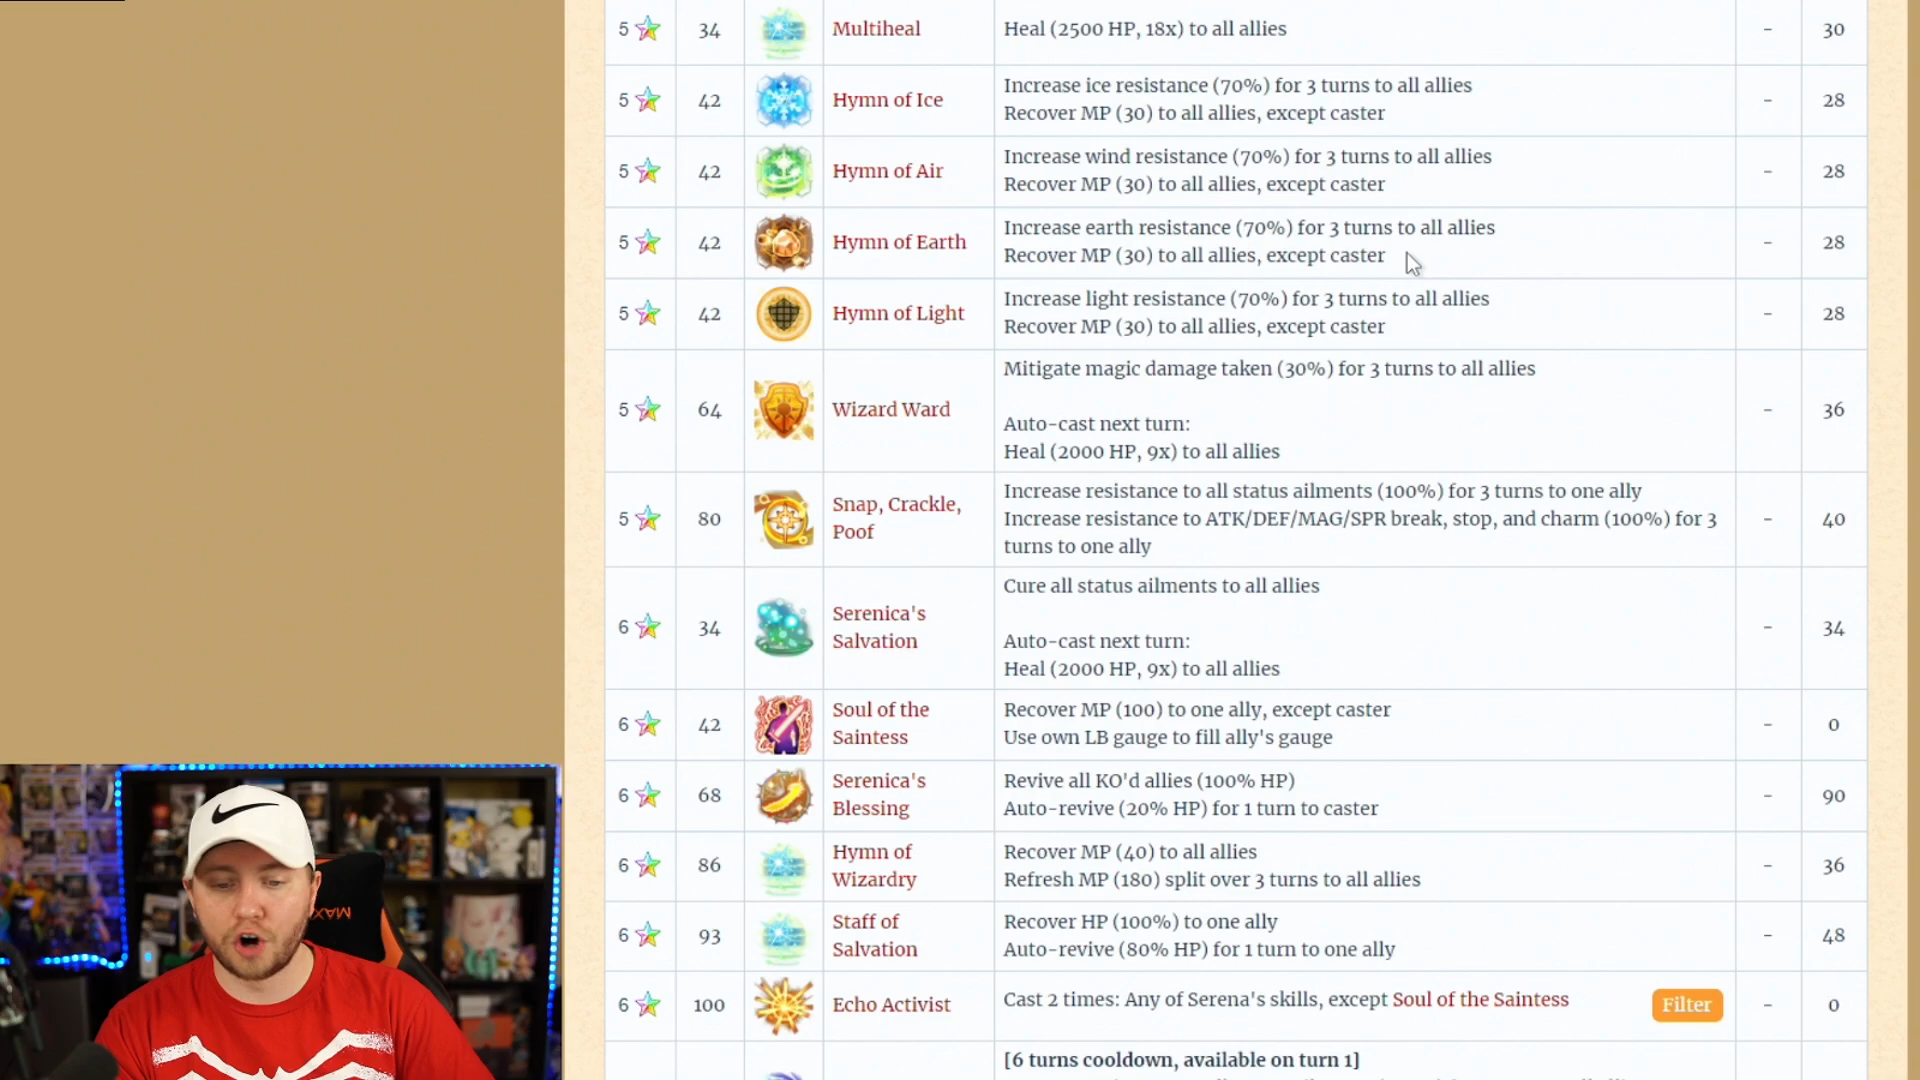 5 34 Multiheal Heal (2500 HP, 18x) to all allies - 30
5 42 Hymn of Ice Increase ice resistance (70%) for 3 turns to all allies
Recover MP (30) to all allies, except caster - 28
5 42 Hymn of Air Increase wind resistance (70%) for 3 turns to all allies
Recover MP (30) to all allies, except caster - 28
5 42 Hymn of Earth Increase earth resistance (70%) for 3 turns to all allies
Recover MP (30) to all allies, except caster - 28
5 42 Hymn of Light Increase light resistance (70%) for 3 turns to all allies
Recover MP (30) to all allies, except caster - 28
5 64 Wizard Ward Mitigate magic damage taken (30%) for 3 turns to all allies
Auto-cast next turn:
Heal (2000 HP, 9x) to all allies - 36
5 80 Snap, Crackle,
Poof
Increase resistance to all status ailments (100%) for 3 turns to one ally
Increase resistance to ATK/DEF/MAG/SPR break, stop, and charm (100%) for 3
turns to one ally - 40
6 34 Serenica's
Salvation
Cure all status ailments to all allies
Auto-cast next turn:
Heal (2000 HP, 9x) to all allies - 34
6 42 Soul of the
Saintess
Recover MP (100) to one ally, except caster
Use own LB gauge to fill ally's gauge - 0
6 68 Serenica's
Blessing
Revive all KO'd allies (100% HP)
Auto-revive (20% HP) for 1 turn to caster - 90
6 86 Hymn of
Wizardry
Recover MP (40) to all allies
Refresh MP (180) split over 3 turns to all allies - 36
6 93 Staff of
Salvation
Recover HP (100%) to one ally
Auto-revive (80% HP) for 1 turn to one ally - 48
6 100 Echo Activist Cast 2 times: Any of Serena's skills, except Soul of the Saintess Filter - 0
[6 turns cooldown, available on turn 1]